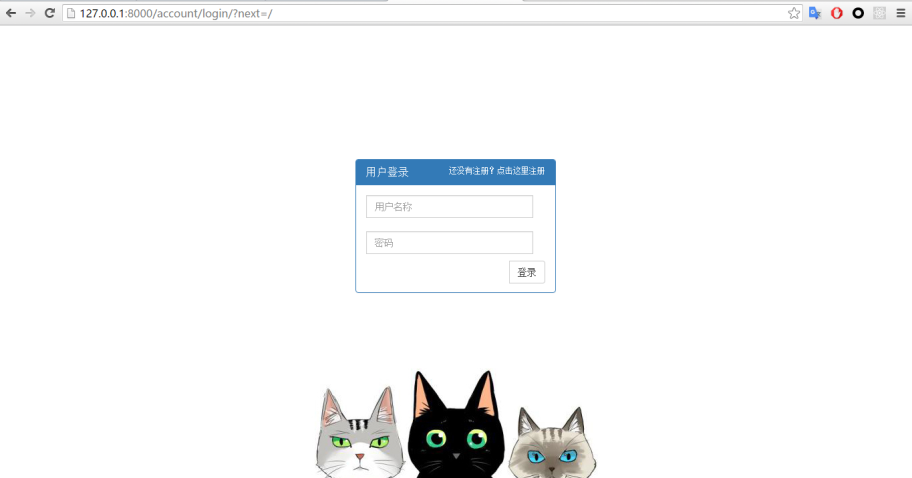 127.0.0.1:8000/account/login/?next=/
用户登录 还没有注册？点击这里注册
用户名称
密码
登录